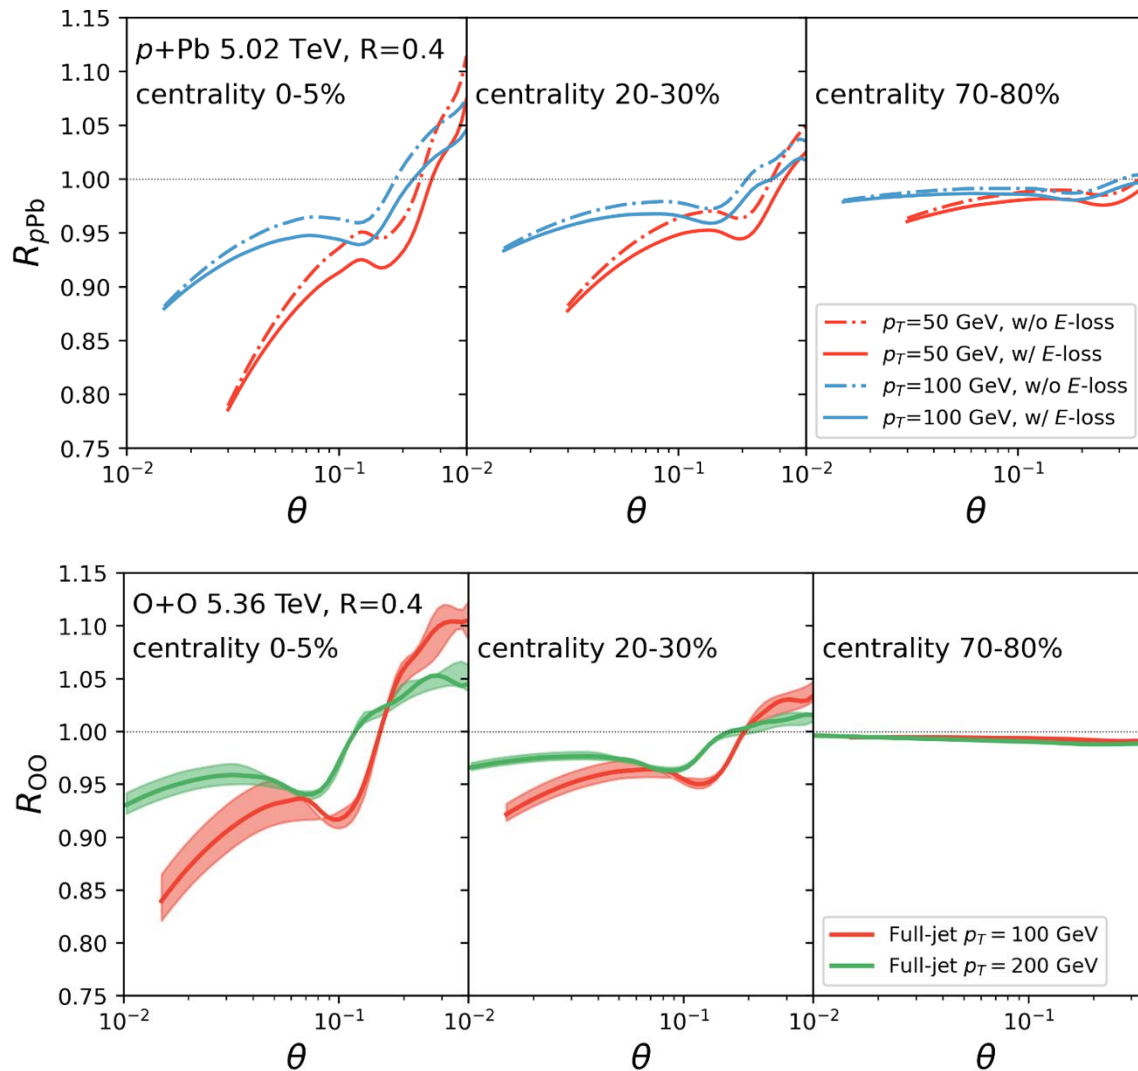 1.15
1.10
1.05
1.00
0.95
0.90
0.85
0.80
0.75
R_pPb
p+Pb 5.02 TeV, R=0.4
centrality 0-5%
centrality 20-30%
centrality 70-80%
p_T=50 GeV, w/o E-loss
p_T=50 GeV, w/ E-loss
p_T=100 GeV, w/o E-loss
p_T=100 GeV, w/ E-loss
10⁻² 10⁻¹ 10⁻² 10⁻¹ 10⁻² 10⁻¹
θ θ θ
1.15
1.10
1.05
1.00
0.95
0.90
0.85
0.80
0.75
R_OO
O+O 5.36 TeV, R=0.4
centrality 0-5%
centrality 20-30%
centrality 70-80%
Full-jet p_T = 100 GeV
Full-jet p_T = 200 GeV
10⁻² 10⁻¹ 10⁻² 10⁻¹ 10⁻² 10⁻¹
θ θ θ